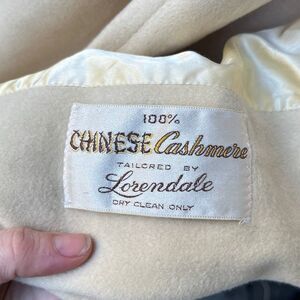 100%
CHINESE Cashmere
TAILORED BY
Lorendale
DRY CLEAN ONLY